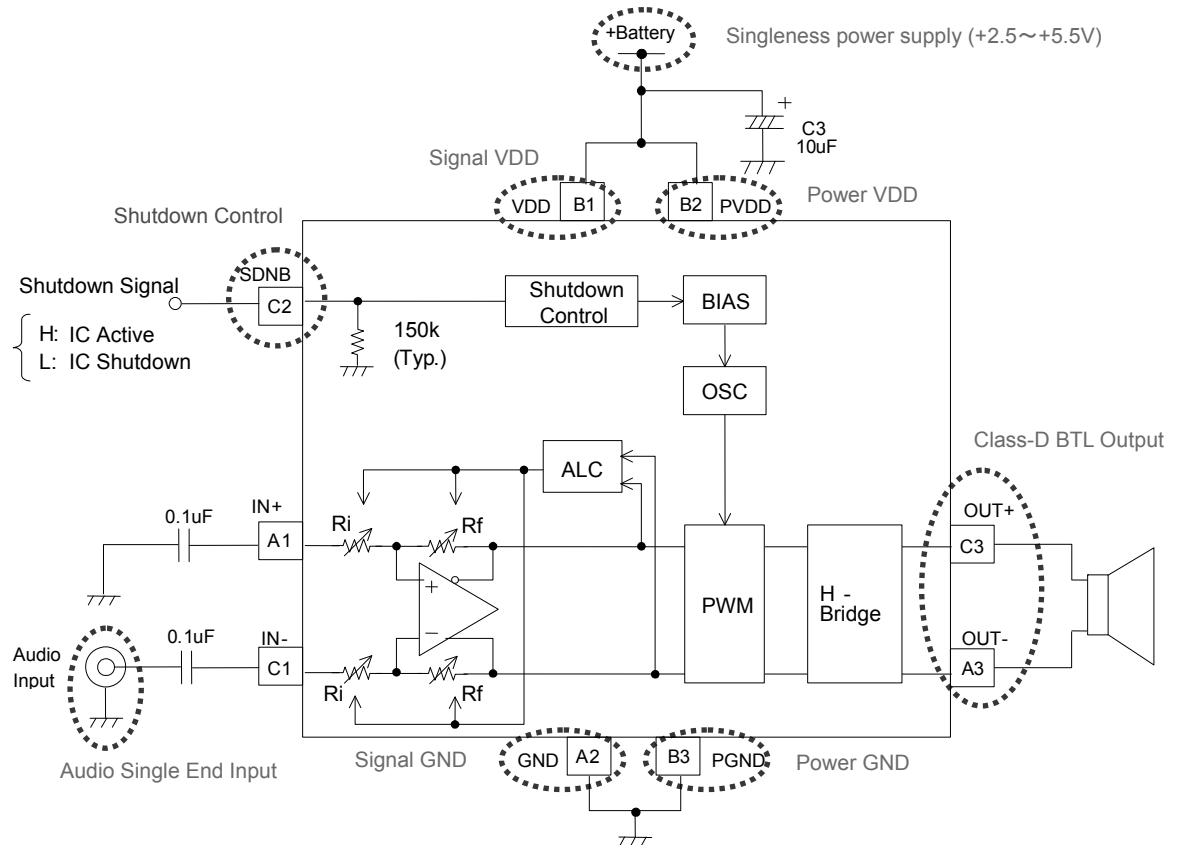 +Battery
Singleness power supply (+2.5～+5.5V)
+
C3
10uF
Signal VDD
Power VDD
VDD
B1
B2
PVDD
Shutdown Control
SDNB
Shutdown Signal
C2
H: IC Active
L: IC Shutdown
150k
(Typ.)
Shutdown
Control
BIAS
OSC
Class-D BTL Output
ALC
IN+
0.1uF
A1
Ri
Rf
OUT+
C3
+
−
PWM
H -
Bridge
OUT-
A3
Audio
Input
0.1uF
IN-
C1
Ri
Rf
Audio Single End Input
Signal GND
GND
A2
B3
PGND
Power GND